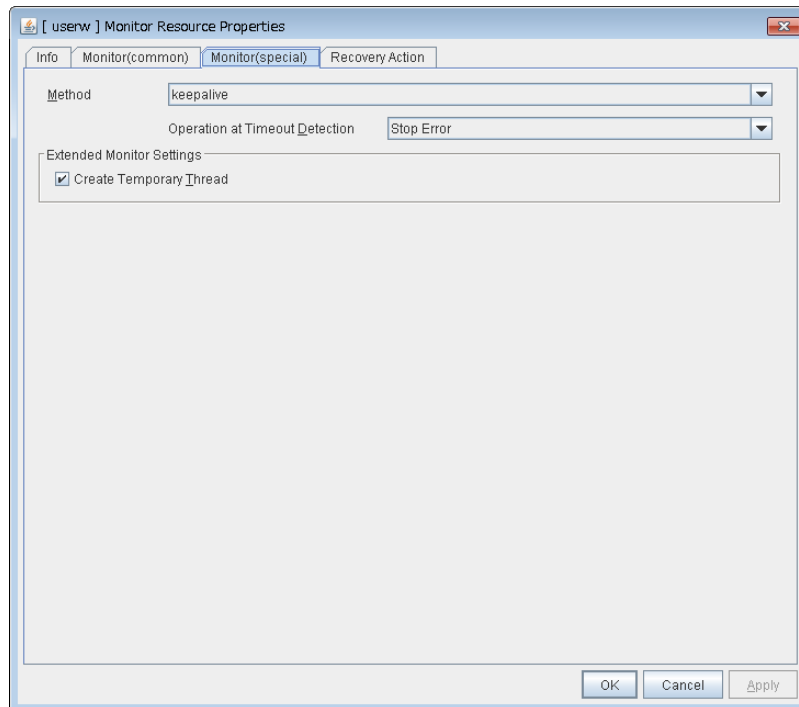 [ userw ] Monitor Resource Properties
Info Monitor(common) Monitor(special) Recovery Action
Method keepalive
Operation at Timeout Detection Stop Error
Extended Monitor Settings
Create Temporary Thread
OK Cancel Apply